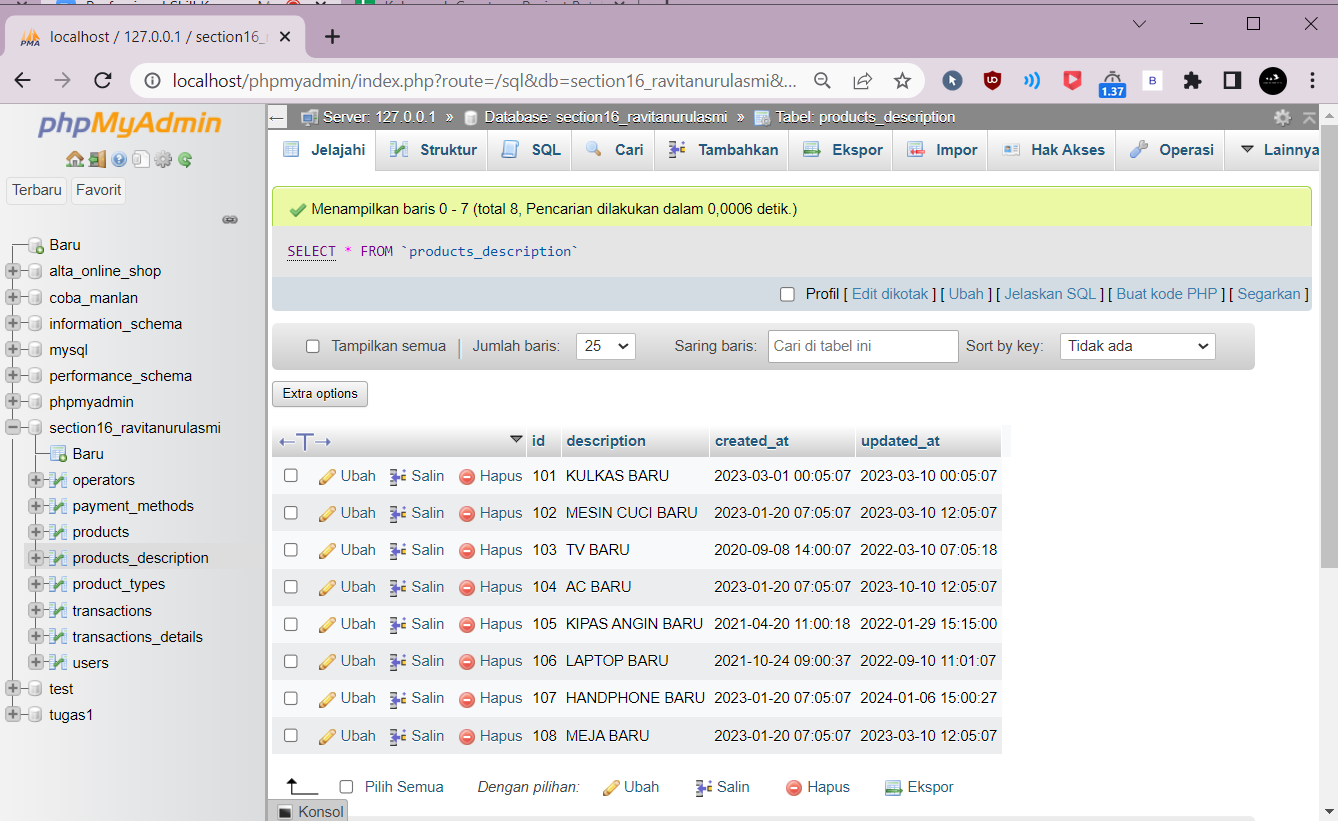 localhost / 127.0.0.1 / section16_r
localhost/phpmyadmin/index.php?route=/sql&db=section16_ravitanurulasmi&...
1.37
B
phpMyAdmin
Terbaru Favorit
Baru
alta_online_shop
coba_manlan
information_schema
mysql
performance_schema
phpmyadmin
section16_ravitanurulasmi
Baru
operators
payment_methods
products
products_description
product_types
transactions
transactions_details
users
test
tugas1
Server: 127.0.0.1 » Database: section16_ravitanurulasmi » Tabel: products_description
Jelajahi Struktur SQL Cari Tambahkan Ekspor Impor Hak Akses Operasi Lainnya
Menampilkan baris 0 - 7 (total 8, Pencarian dilakukan dalam 0,0006 detik.)
SELECT * FROM `products_description`
Profil [ Edit dikotak ] [ Ubah ] [ Jelaskan SQL ] [ Buat kode PHP ] [ Segarkan ]
Tampilkan semua | Jumlah baris: 25 Saring baris: Cari di tabel ini Sort by key: Tidak ada
Extra options
←T→ id description created_at updated_at
Ubah Salin Hapus 101 KULKAS BARU 2023-03-01 00:05:07 2023-03-10 00:05:07
Ubah Salin Hapus 102 MESIN CUCI BARU 2023-01-20 07:05:07 2023-03-10 12:05:07
Ubah Salin Hapus 103 TV BARU 2020-09-08 14:00:07 2022-03-10 07:05:18
Ubah Salin Hapus 104 AC BARU 2023-01-20 07:05:07 2023-10-10 12:05:07
Ubah Salin Hapus 105 KIPAS ANGIN BARU 2021-04-20 11:00:18 2022-01-29 15:15:00
Ubah Salin Hapus 106 LAPTOP BARU 2021-10-24 09:00:37 2022-09-10 11:01:07
Ubah Salin Hapus 107 HANDPHONE BARU 2023-01-20 07:05:07 2024-01-06 15:00:27
Ubah Salin Hapus 108 MEJA BARU 2023-01-20 07:05:07 2023-03-10 12:05:07
Pilih Semua Dengan pilihan: Ubah Salin Hapus Ekspor
Konsol